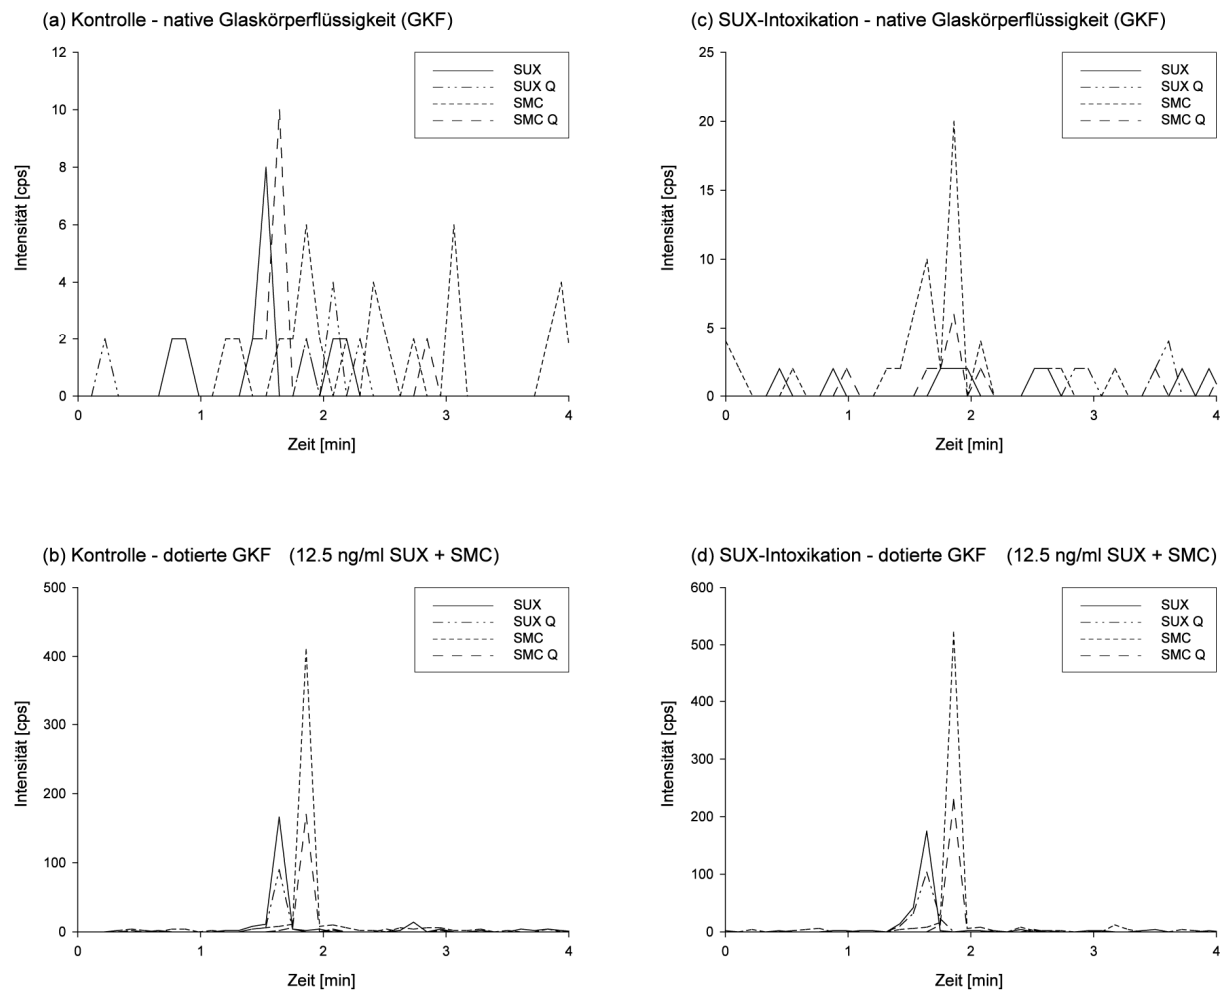 (a) Kontrolle - native Glaskörperflüssigkeit (GKF)
12
10
8
6
4
2
0
Intensität [cps]
SUX
SUX Q
SMC
SMC Q
0 1 2 3 4
Zeit [min]
(c) SUX-Intoxikation - native Glaskörperflüssigkeit (GKF)
25
20
15
10
5
0
Intensität [cps]
SUX
SUX Q
SMC
SMC Q
0 1 2 3 4
Zeit [min]
(b) Kontrolle - dotierte GKF (12.5 ng/ml SUX + SMC)
500
400
300
200
100
0
Intensität [cps]
SUX
SUX Q
SMC
SMC Q
0 1 2 3 4
Zeit [min]
(d) SUX-Intoxikation - dotierte GKF (12.5 ng/ml SUX + SMC)
600
500
400
300
200
100
0
Intensität [cps]
SUX
SUX Q
SMC
SMC Q
0 1 2 3 4
Zeit [min]